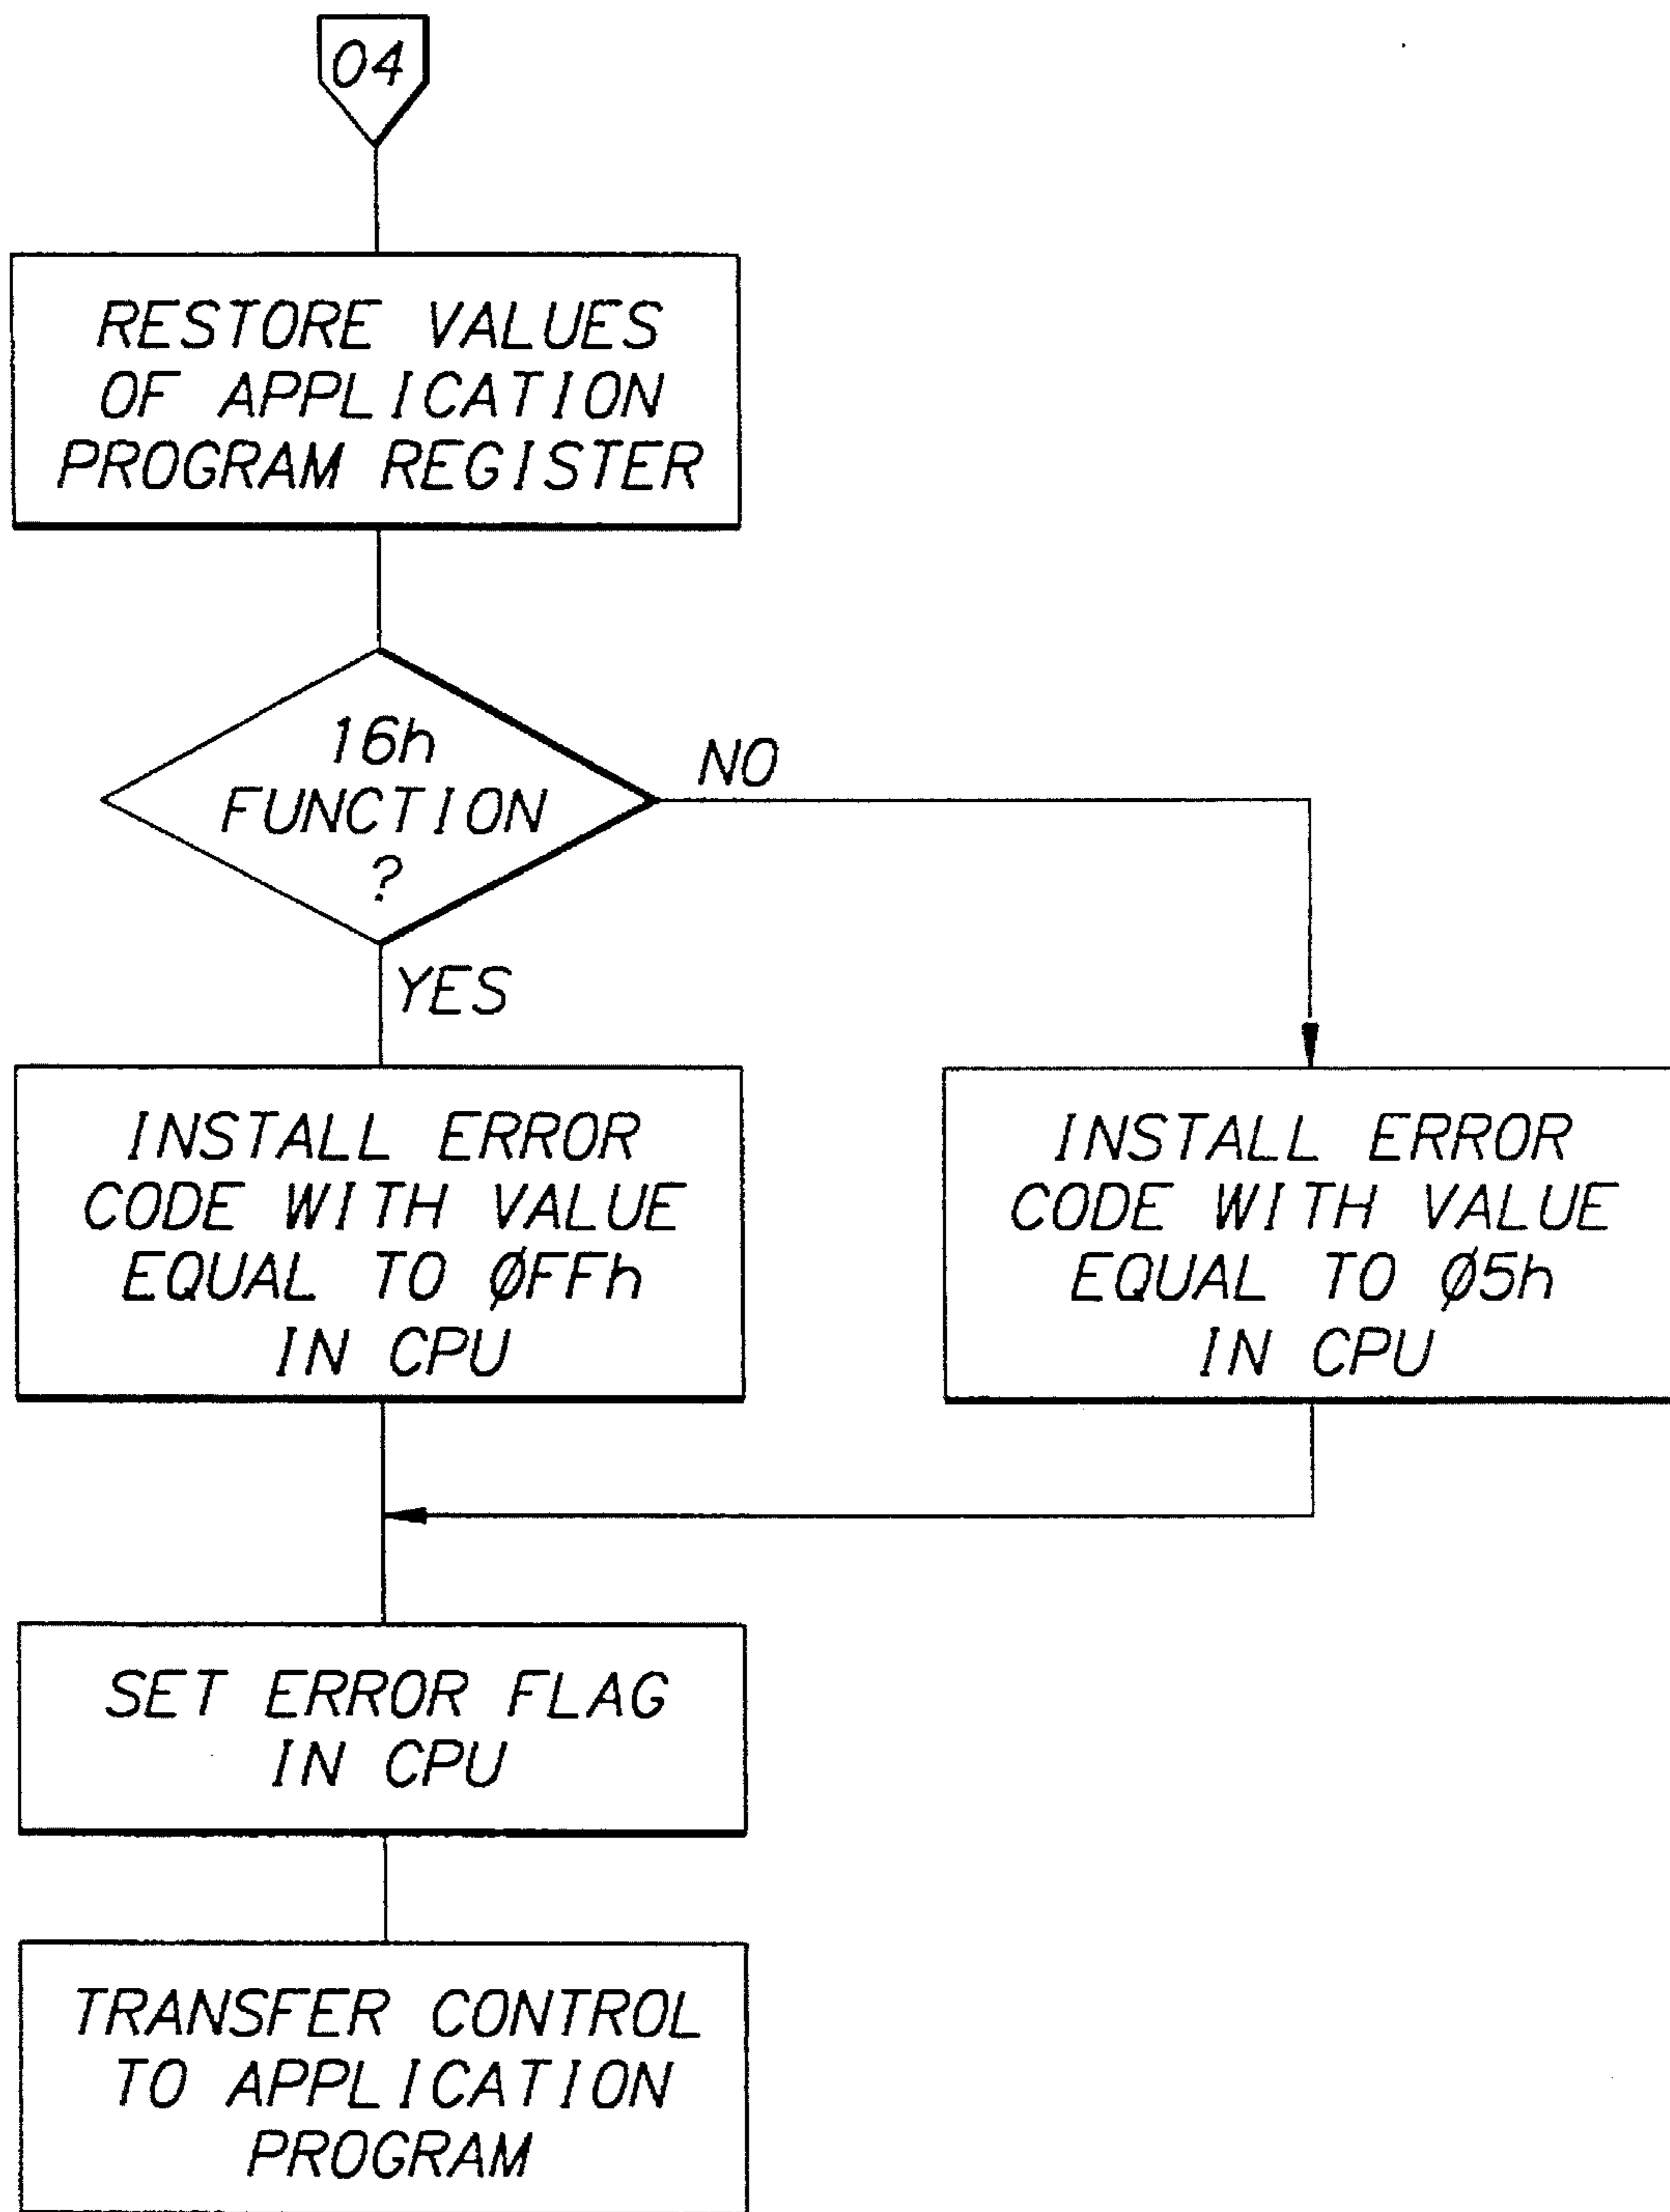 04
RESTORE VALUES
OF APPLICATION
PROGRAM REGISTER
16h
FUNCTION
?
NO
YES
INSTALL ERROR
CODE WITH VALUE
EQUAL TO ØFFh
IN CPU
INSTALL ERROR
CODE WITH VALUE
EQUAL TO Ø5h
IN CPU
SET ERROR FLAG
IN CPU
TRANSFER CONTROL
TO APPLICATION
PROGRAM